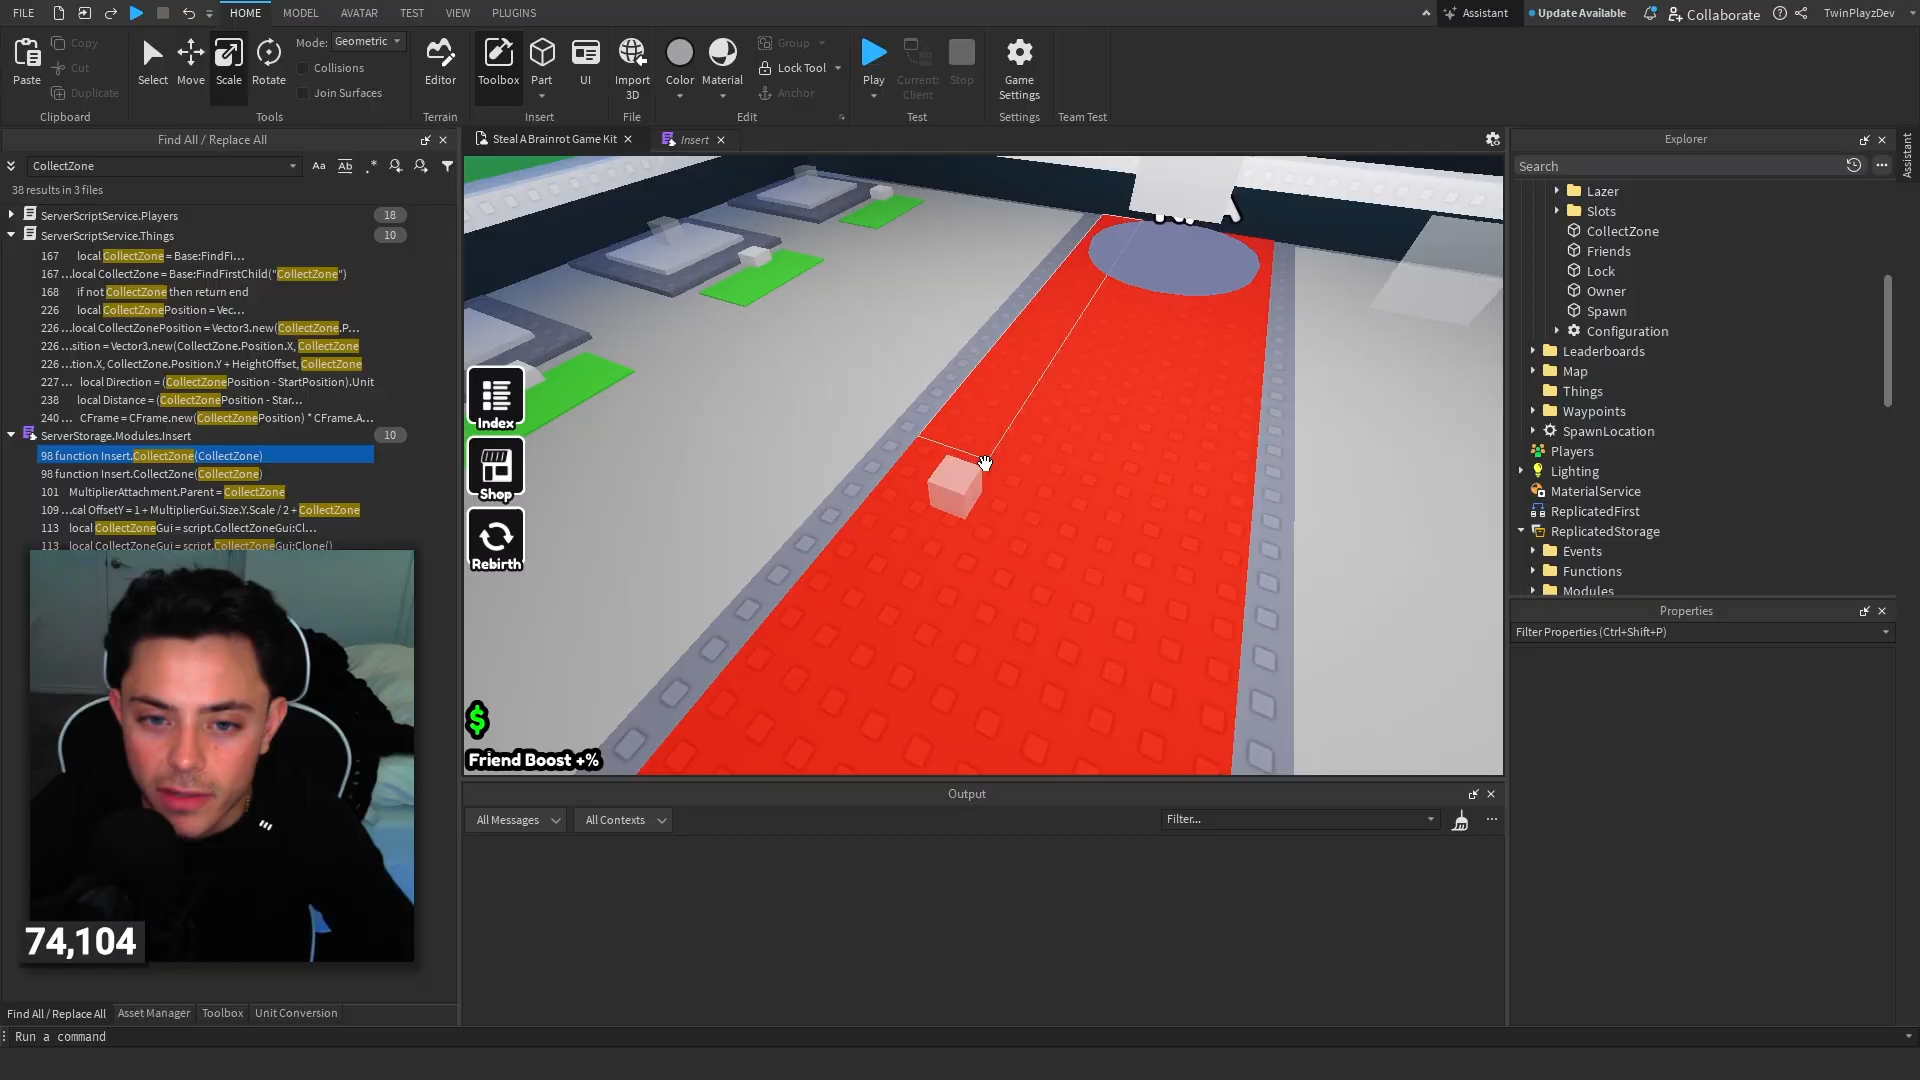 FILE
HOME
MODEL
AVATAR
TEST
VIEW
PLUGINS
Assistant
Update Available
Collaborate
TwinPlayzDev
Paste
Copy
Cut
Duplicate
Clipboard
Select
Move
Scale
Rotate
Mode:
Geometric
Collisions
Join Surfaces
Tools
Editor
Terrain
Toolbox
Part
UI
Insert
Import
3D
File
Color
Material
Group
Lock Tool
Anchor
Edit
Play
Current:
Client
Stop
Test
Game
Settings
Settings
Team Test
Find All / Replace All
CollectZone
Aa
Ab
.*
38 results in 3 files
ServerScriptService.Players 18
ServerScriptService.Things 10
167 local CollectZone = Base:FindFi...
167 ...local CollectZone = Base:FindFirstChild("CollectZone")
168 if not CollectZone then return end
226 local CollectZonePosition = Vec...
226 ...local CollectZonePosition = Vector3.new(CollectZone.P...
226 ...sition = Vector3.new(CollectZone.Position.X, CollectZone
226 ...tion.X, CollectZone.Position.Y + HeightOffset, CollectZone
227 ... local Direction = (CollectZonePosition - StartPosition).Unit
238 local Distance = (CollectZonePosition - Star...
240 ... CFrame = CFrame.new(CollectZonePosition) * CFrame.A...
ServerStorage.Modules.Insert 10
98 function Insert.CollectZone(CollectZone)
98 function Insert.CollectZone(CollectZone)
101 MultiplierAttachment.Parent = CollectZone
109 ...cal OffsetY = 1 + MultiplierGui.Size.Y.Scale / 2 + CollectZone
113 local CollectZoneGui = script.CollectZoneGui:Cl...
113 local CollectZoneGui = script.CollectZoneGui:Clone()
74,104
Find All / Replace All
Asset Manager
Toolbox
Unit Conversion
Run a command
Steal A Brainrot Game Kit
Insert
Index
Shop
Rebirth
$
Friend Boost +%
Output
All Messages
All Contexts
Filter...
Explorer
Search
Lazer
Slots
CollectZone
Friends
Lock
Owner
Spawn
Configuration
Leaderboards
Map
Things
Waypoints
SpawnLocation
Players
Lighting
MaterialService
ReplicatedFirst
ReplicatedStorage
Events
Functions
Modules
Properties
Filter Properties (Ctrl+Shift+P)
Assistant